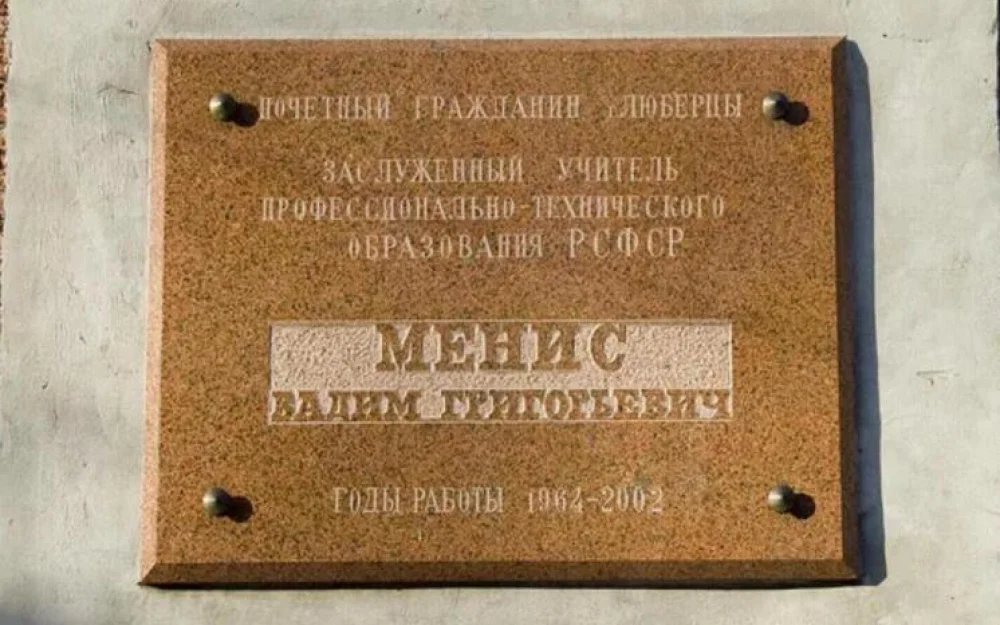 ПОЧЕТНЫЙ ГРАЖДАНИН г.ЛЮБЕРЦЫ
ЗАСЛУЖЕННЫЙ УЧИТЕЛЬ
ПРОФЕССИОНАЛЬНО-ТЕХНИЧЕСКОГО
ОБРАЗОВАНИЯ РСФСР
МЕНИС
ВАДИМ ГРИГОРЬЕВИЧ
ГОДЫ РАБОТЫ 1964-2002